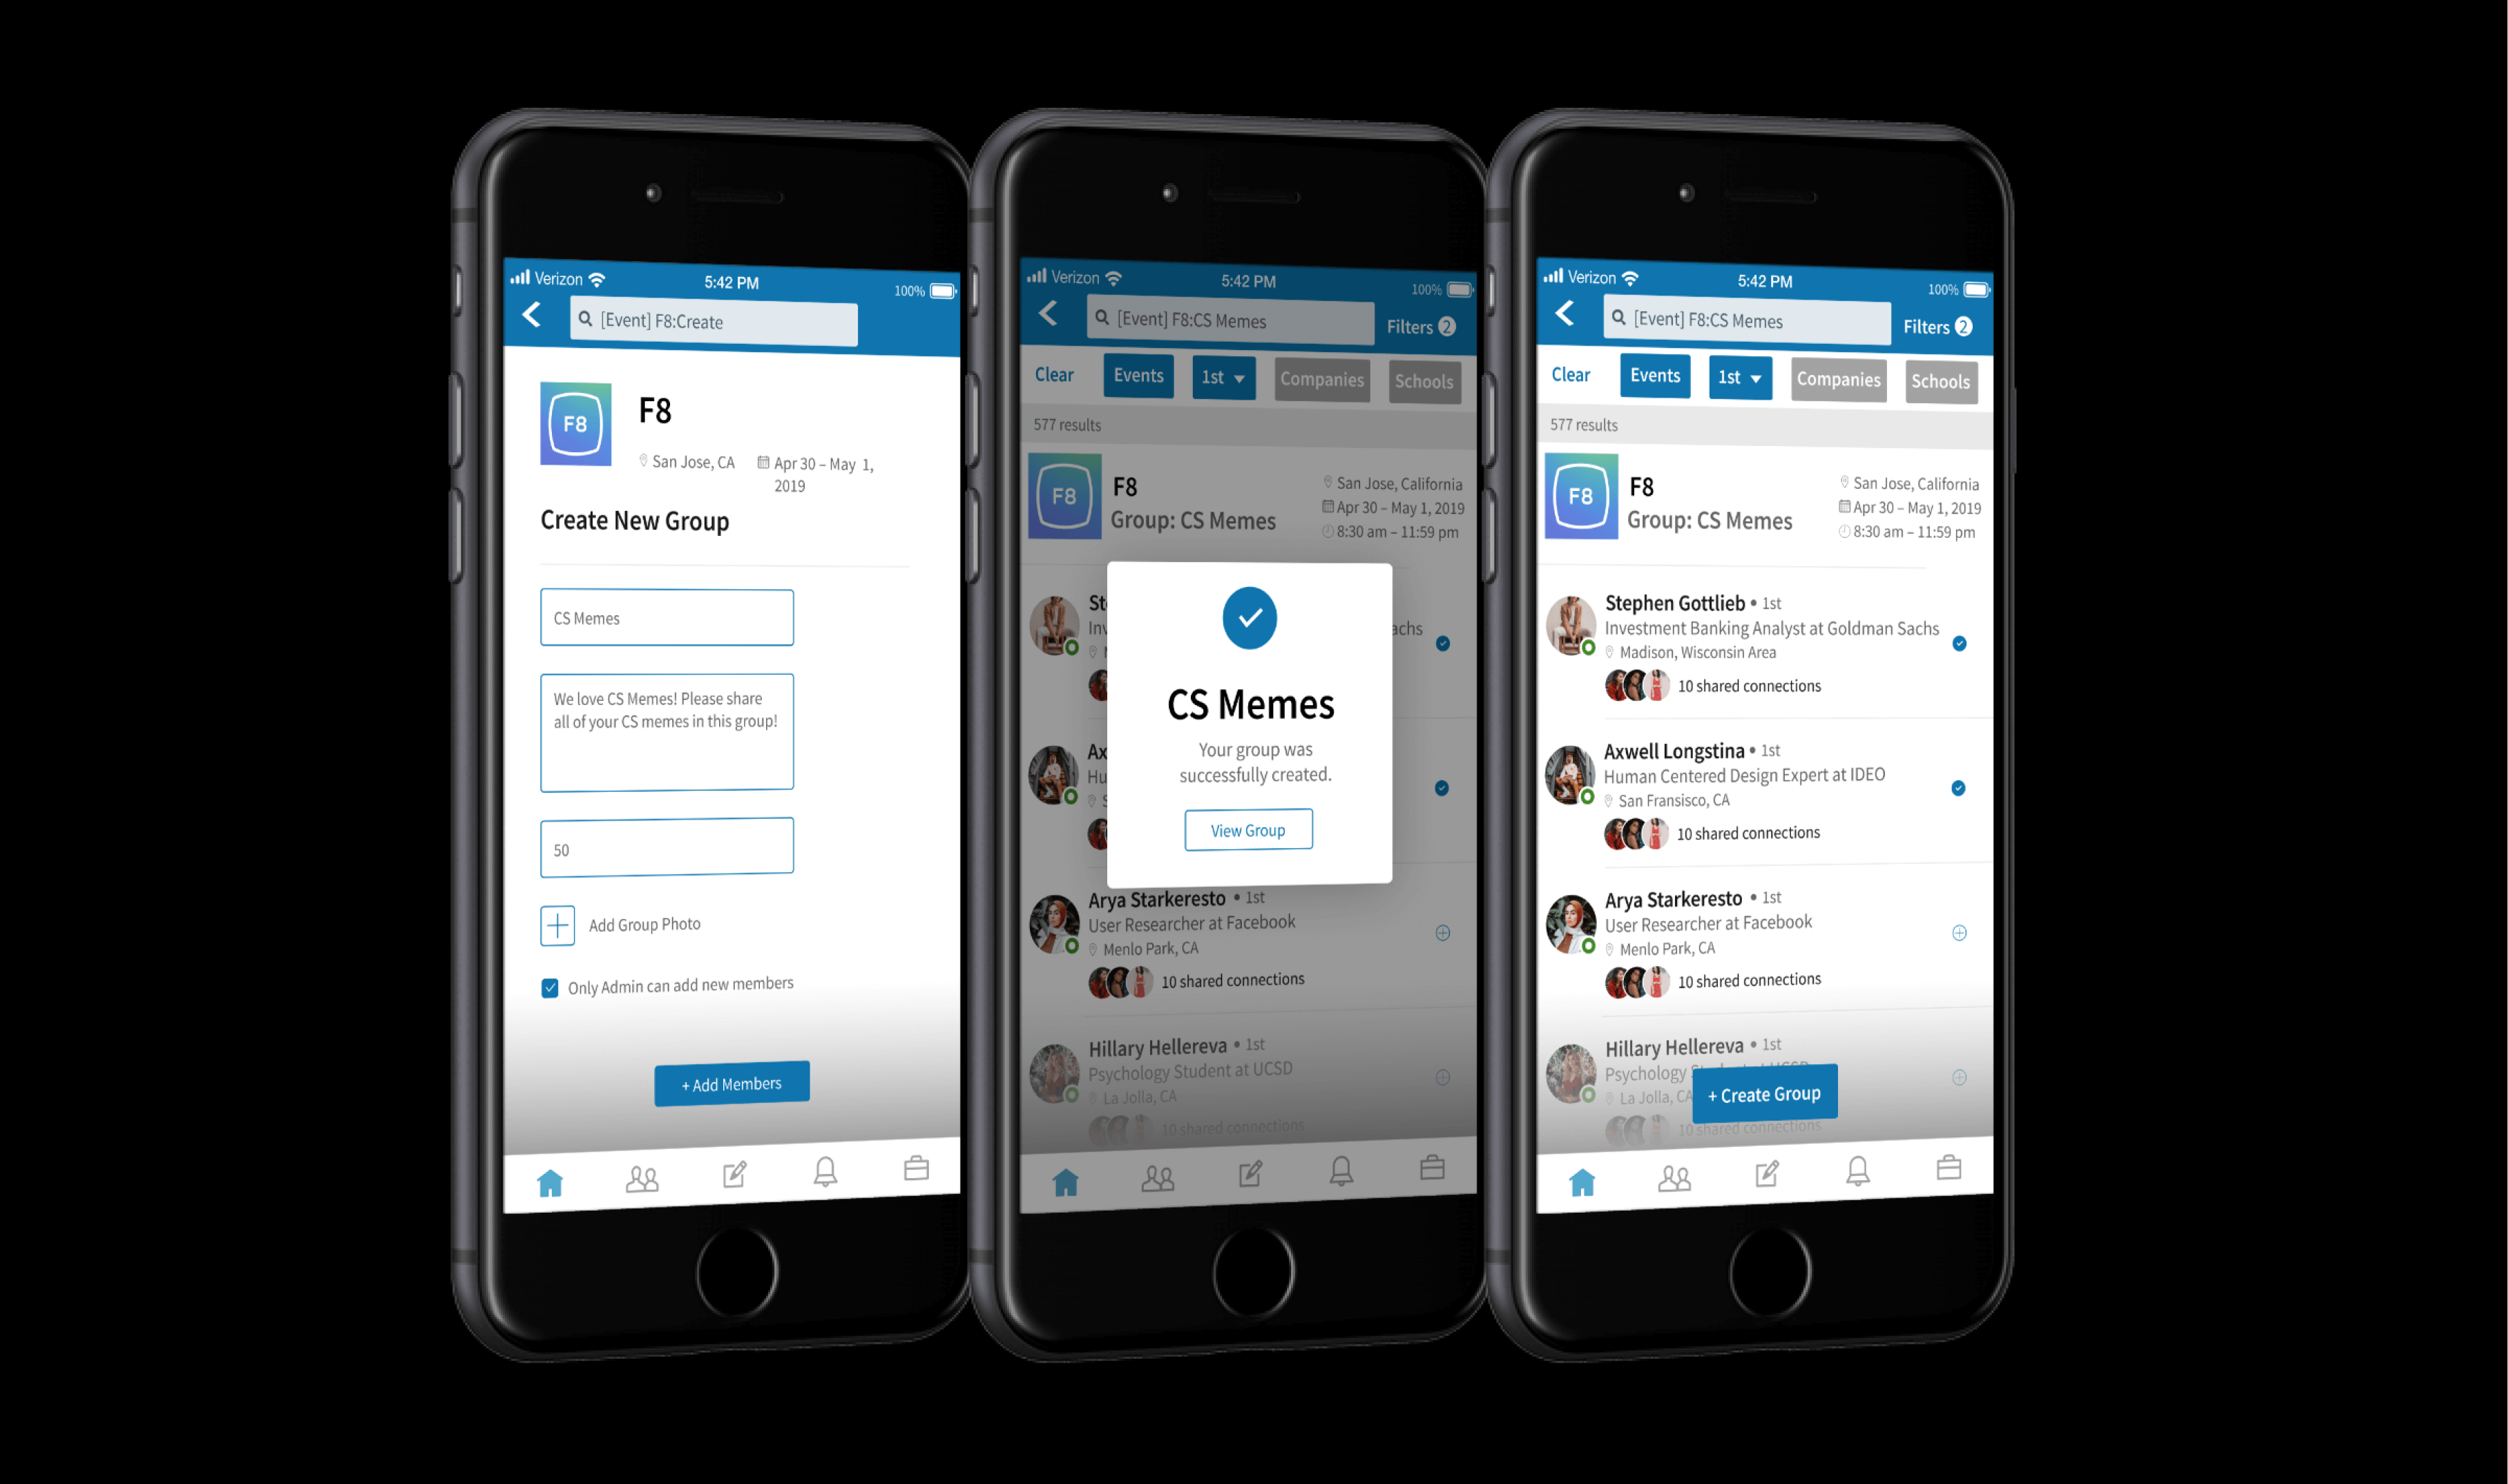 Verizon 5:42 PM 100%
[Event] F8:Create
F8
F8
San Jose, CA Apr 30 – May 1,
2019
Create New Group
CS Memes
We love CS Memes! Please share
all of your CS memes in this group!
50
Add Group Photo
Only Admin can add new members
+ Add Members
Verizon 5:42 PM 100%
[Event] F8:CS Memes Filters 2
Clear Events 1st Companies Schools
577 results
F8
F8
Group: CS Memes
San Jose, California
Apr 30 – May 1, 2019
8:30 am – 11:59 pm
St
Inv achs
CS Memes
Your group was
successfully created.
View Group
Ax
Hu
S
Arya Starkeresto • 1st
User Researcher at Facebook
Menlo Park, CA
10 shared connections
Hillary Hellereva • 1st
Psychology Student at UCSD
La Jolla, CA
10 shared connections
Verizon 5:42 PM 100%
[Event] F8:CS Memes Filters 2
Clear Events 1st Companies Schools
577 results
F8
F8
Group: CS Memes
San Jose, California
Apr 30 – May 1, 2019
8:30 am – 11:59 pm
Stephen Gottlieb • 1st
Investment Banking Analyst at Goldman Sachs
Madison, Wisconsin Area
10 shared connections
Axwell Longstina • 1st
Human Centered Design Expert at IDEO
San Fransisco, CA
10 shared connections
Arya Starkeresto • 1st
User Researcher at Facebook
Menlo Park, CA
10 shared connections
Hillary Hellereva • 1st
Psychology Student at UCSD
La Jolla, CA
+ Create Group
10 shared connections